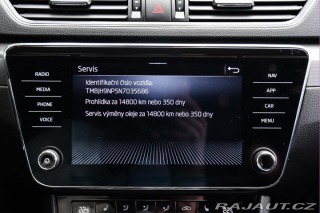 Servis
Identifikační číslo vozidla:
TMBJH9NP5N7035686
Prohlídka za 14800 km nebo 350 dny
Servis výměny oleje za 14800 km nebo 350 dny
RADIO
MEDIA
PHONE
VOICE
NAV
APP
CAR
MENU
RAJAUTO.CZ